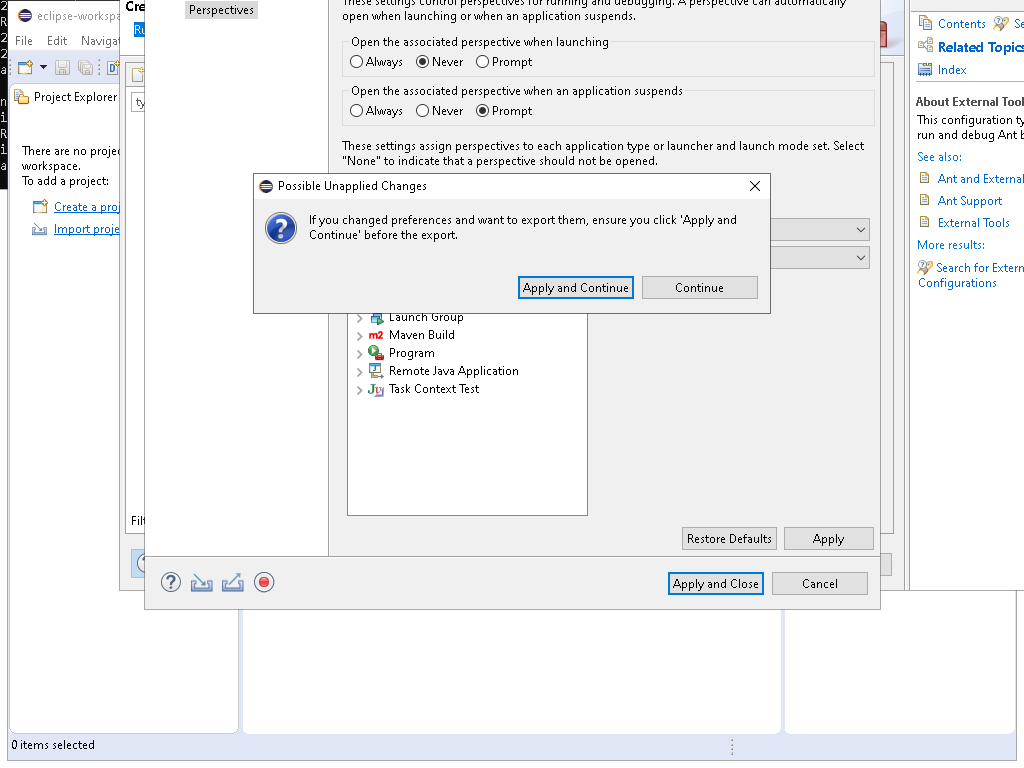 eclipse-workspa
File Edit Navigat
Project Explorer
There are no proje
workspace.
To add a project:
Create a proj
Import proje
Cre
Perspectives
These settings control perspectives for running and debugging. A perspective can automatically
open when launching or when an application suspends.
Open the associated perspective when launching
Always Never Prompt
Open the associated perspective when an application suspends
Always Never Prompt
These settings assign perspectives to each application type or launcher and launch mode set. Select
"None" to indicate that a perspective should not be opened.
Possible Unapplied Changes
If you changed preferences and want to export them, ensure you click 'Apply and
Continue' before the export.
Apply and Continue Continue
Launch Group
Maven Build
Program
Remote Java Application
Task Context Test
Filt
Restore Defaults Apply
Apply and Close Cancel
Contents Se
Related Topics
Index
About External Tool
This configuration ty
run and debug Ant b
See also:
Ant and External
Ant Support
External Tools
More results:
Search for Extern
Configurations
0 items selected